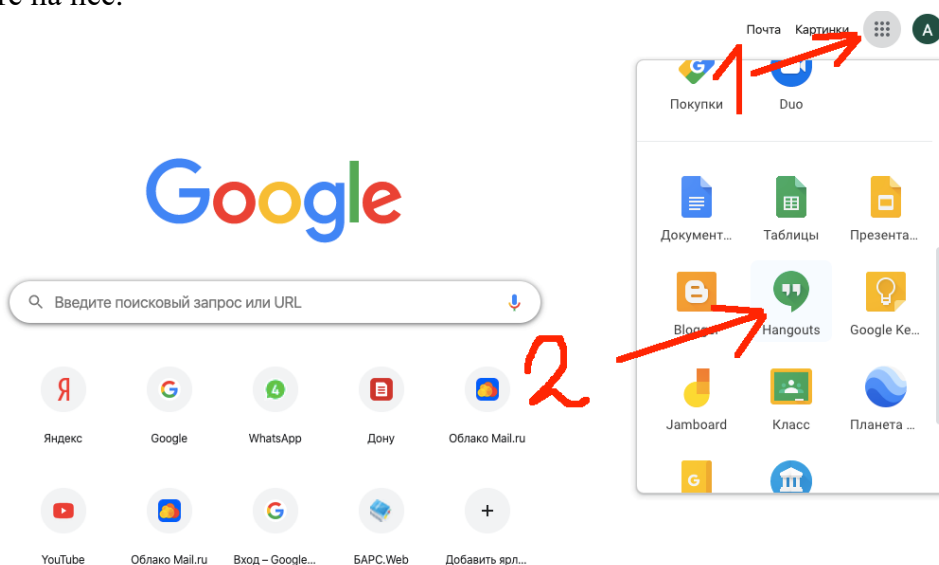 Почта Картинки A
1
Покупки Duo
Google
Документ... Таблицы Презента...
Введите поисковый запрос или URL
Blogger Hangouts Google Ke...
2
Яндекс Google WhatsApp Дону Облако Mail.ru
Jamboard Класс Планета ...
YouTube Облако Mail.ru Вход – Google... БАРС.Web Добавить ярл...